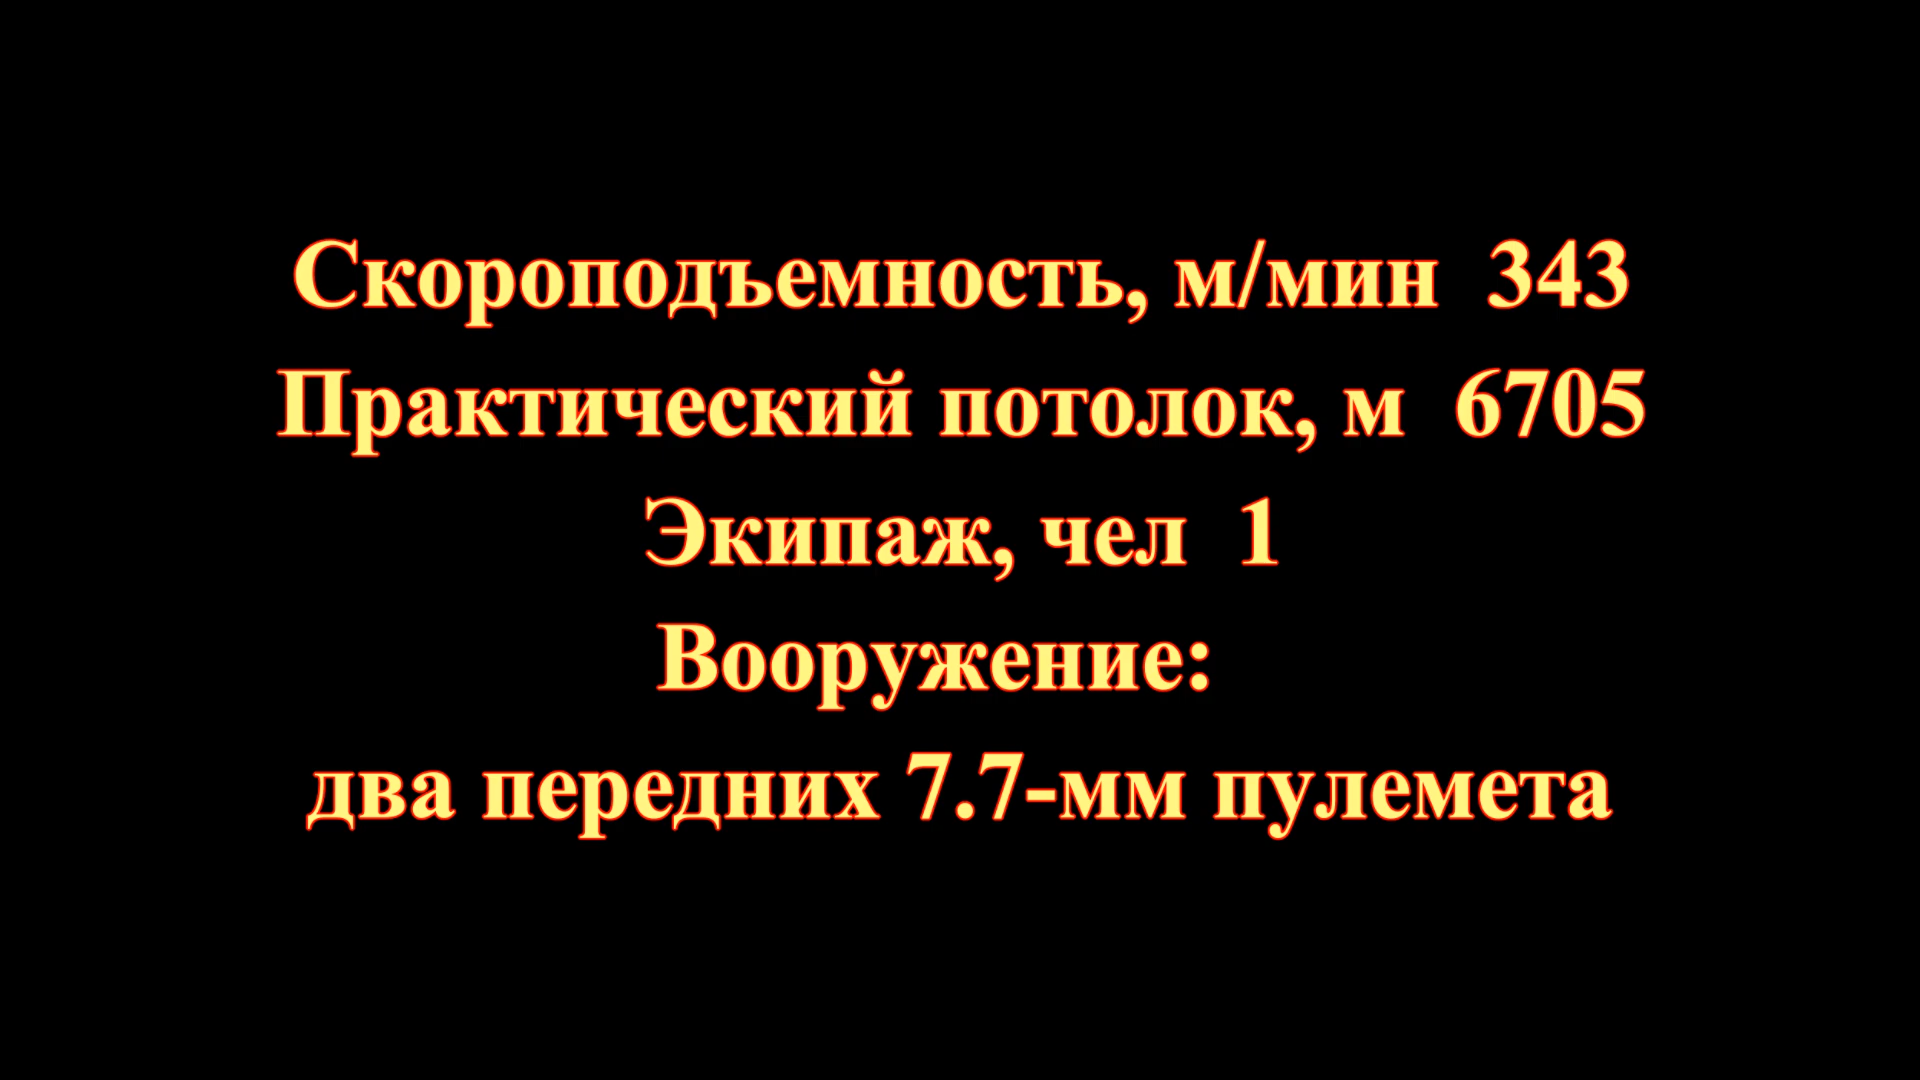 Скороподъемность, м/мин  343
Практический потолок, м  6705
Экипаж, чел  1
Вооружение:
два передних 7.7-мм пулемета